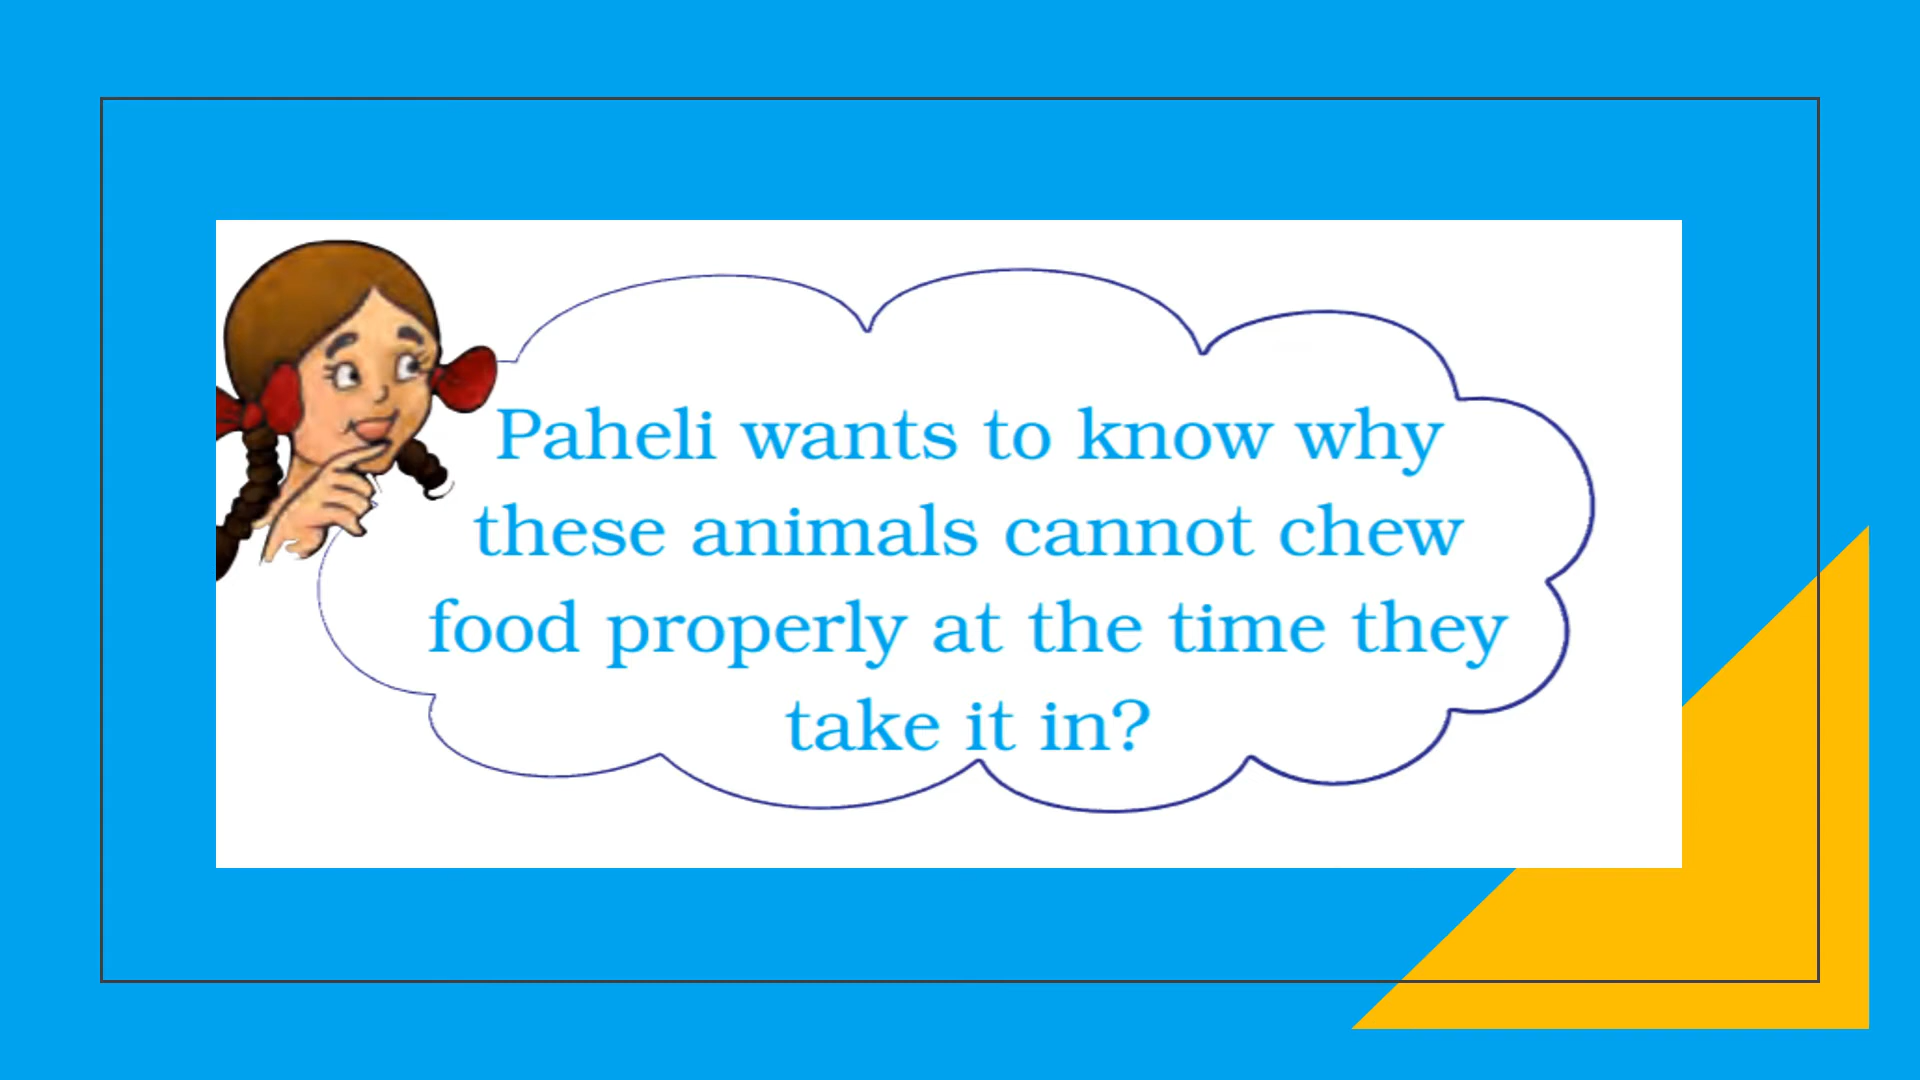 Paheli wants to know why
these animals cannot chew
food properly at the time they
take it in?